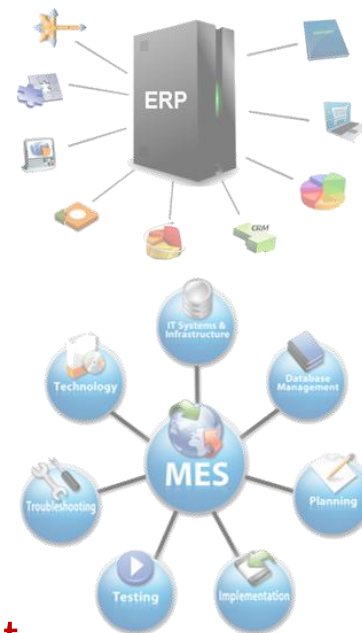 ERP
CRM
IT Systems &
Infrastructure
Technology
Database
Management
MES
Troubleshooting
Planning
Testing
Implementation